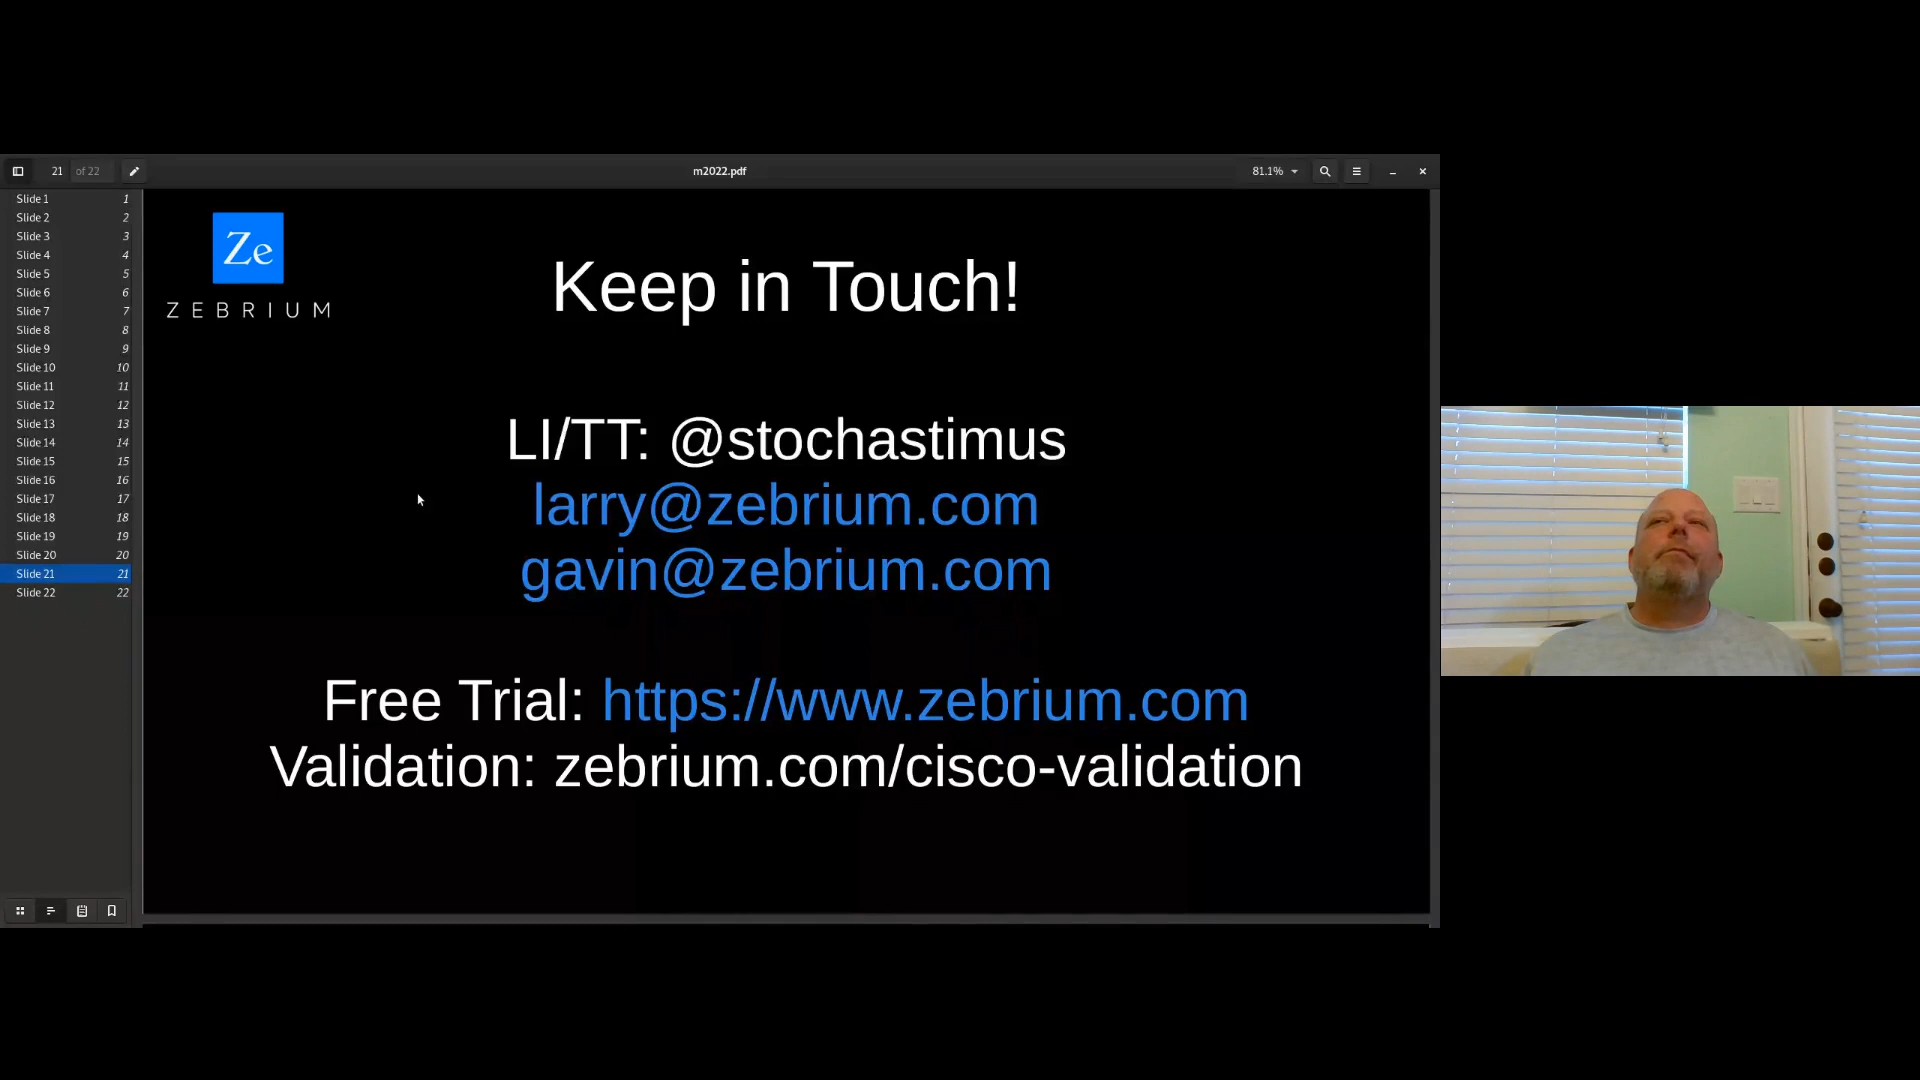 21 of 22
m2022.pdf
81.1%
Slide 1 1
Slide 2 2
Slide 3 3
Slide 4 4
Slide 5 5
Slide 6 6
Slide 7 7
Slide 8 8
Slide 9 9
Slide 10 10
Slide 11 11
Slide 12 12
Slide 13 13
Slide 14 14
Slide 15 15
Slide 16 16
Slide 17 17
Slide 18 18
Slide 19 19
Slide 20 20
Slide 21 21
Slide 22 22
Ze
ZEBRIUM
Keep in Touch!
LI/TT: @stochastimus
larry@zebrium.com
gavin@zebrium.com
Free Trial: https://www.zebrium.com
Validation: zebrium.com/cisco-validation